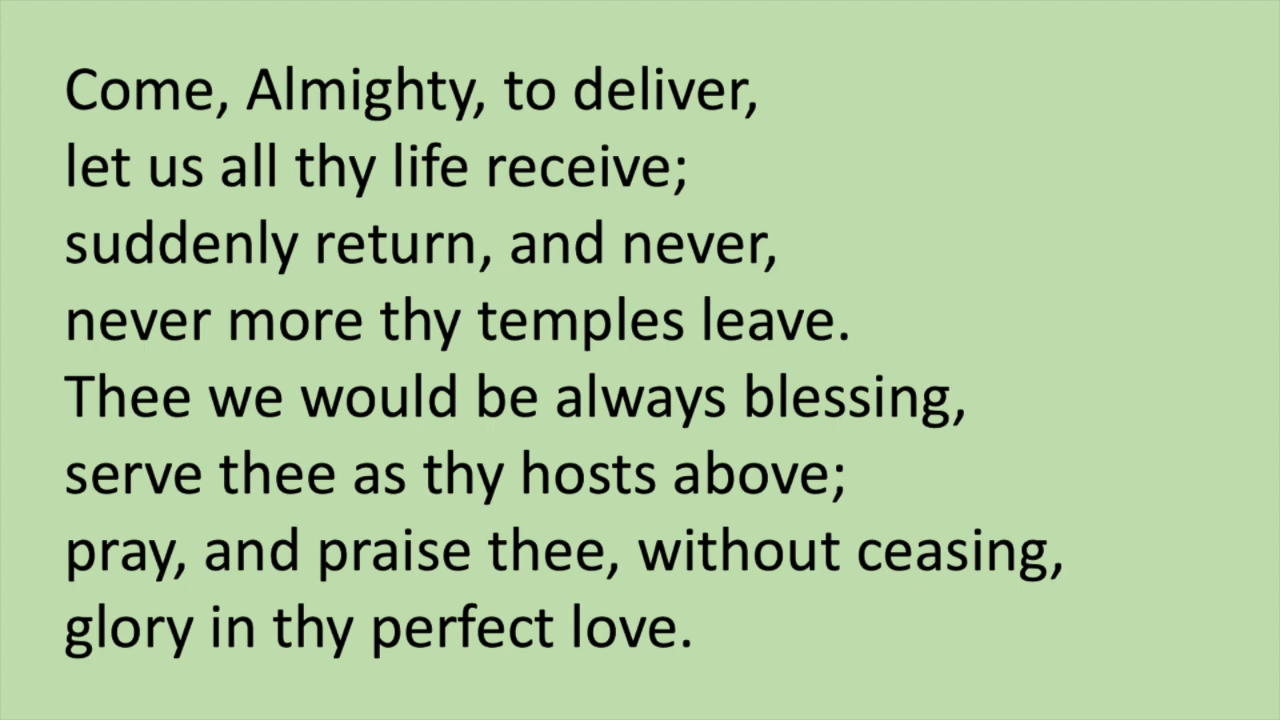 Come, Almighty, to deliver,
let us all thy life receive;
suddenly return, and never,
never more thy temples leave.
Thee we would be always blessing,
serve thee as thy hosts above;
pray, and praise thee, without ceasing,
glory in thy perfect love.